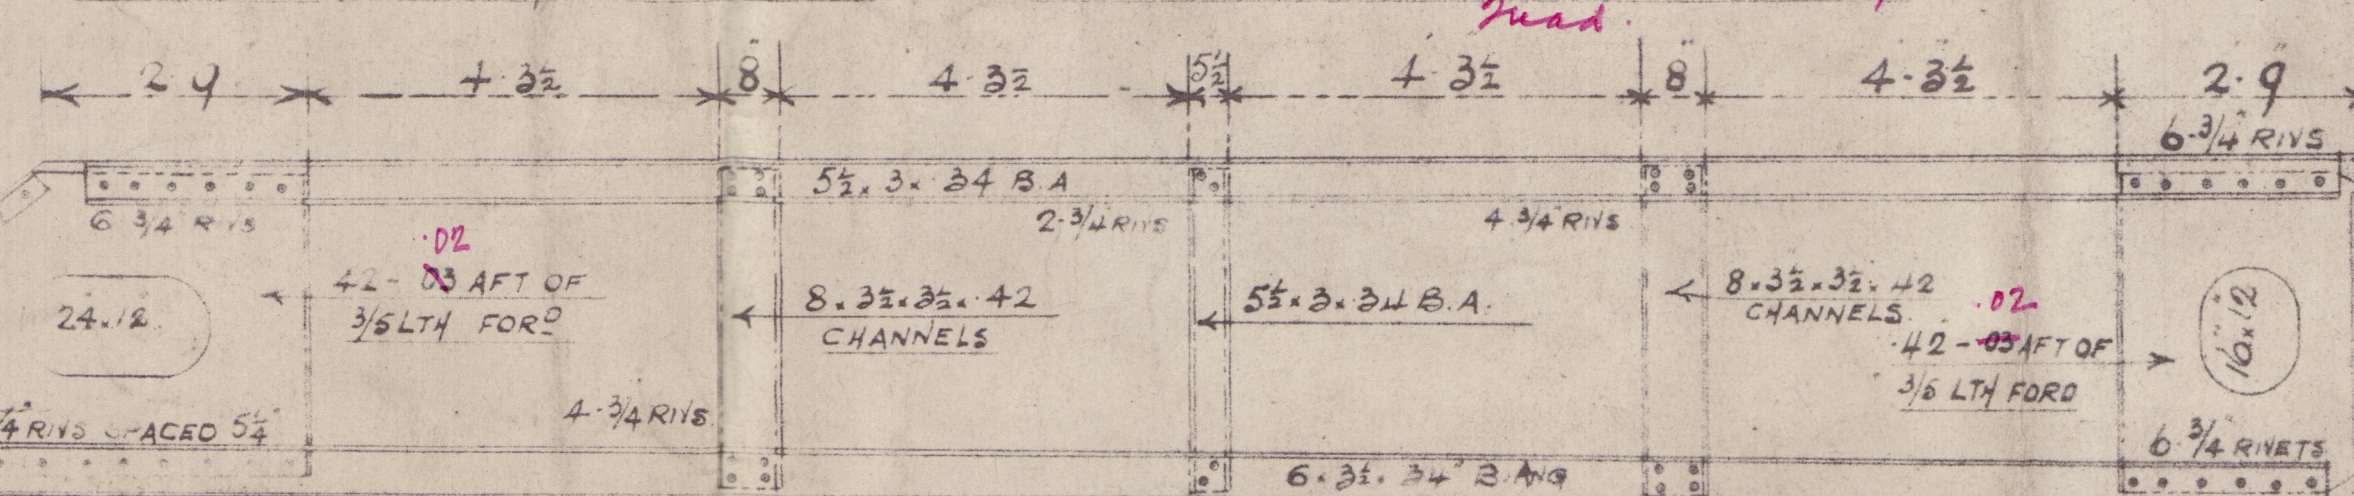 Quad.
2. 9
4. 3½
8"
4. 3½
5½
4. 3½
8"
4. 3½
2. 9"
6-¾" RIVS
5½ x 3 x .34 B.A
6 ¾ RIVS
2-¾ RIVS
4 ¾ RIVS
.02
42 - 03 AFT OF
3/5 LTH FORD
24 x 12
8 x 3½ x 3½ x .42
CHANNELS
5½ x 3 x .34 B.A.
8 x 3½ x 3½ x .42
CHANNELS.
.02
.42 - 03 AFT OF
3/5 LTH FORD
16" x 12"
4-¾ RIVS
¾" RIVS SPACED 5¼"
6 ¾ RIVETS
6 x 3½ x 34" B. ANG